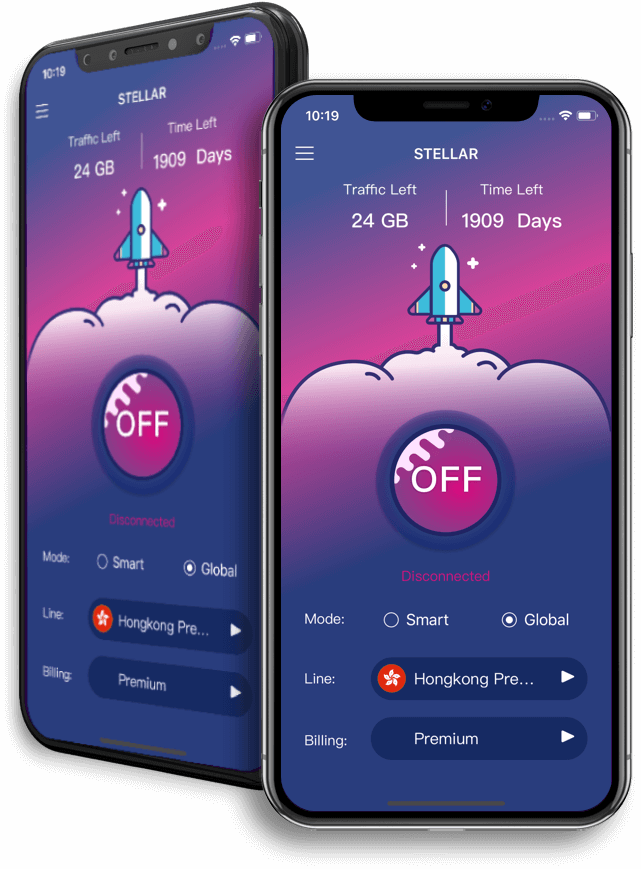 10:19
STELLAR
Traffic Left Time Left
24 GB 1909 Days
OFF
Disconnected
Mode: Smart Global
Line: Hongkong Pre...
Billing: Premium
10:19
STELLAR
Traffic Left Time Left
24 GB 1909 Days
OFF
Disconnected
Mode: Smart Global
Line: Hongkong Pre...
Billing: Premium